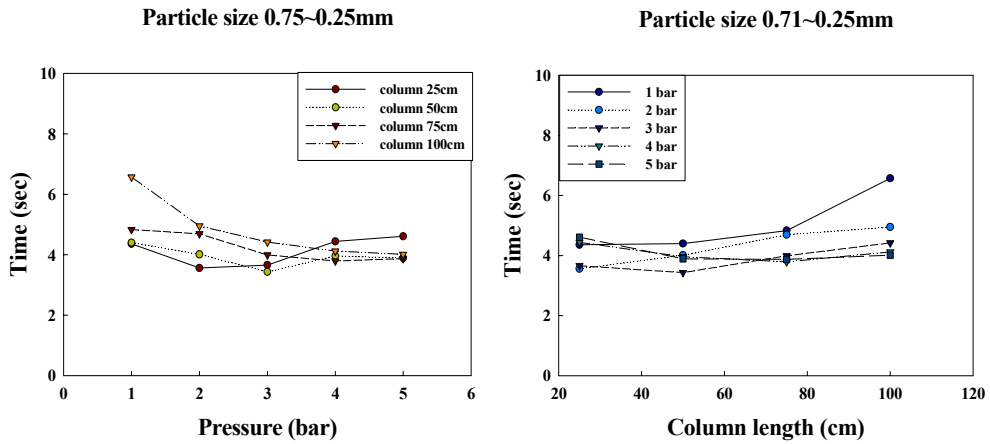 Particle size 0.75~0.25mm
Time (sec)
10
8
6
4
2
0
column 25cm
column 50cm
column 75cm
column 100cm
0 1 2 3 4 5 6
Pressure (bar)
Particle size 0.71~0.25mm
Time (sec)
10
8
6
4
2
0
1 bar
2 bar
3 bar
4 bar
5 bar
20 40 60 80 100 120
Column length (cm)